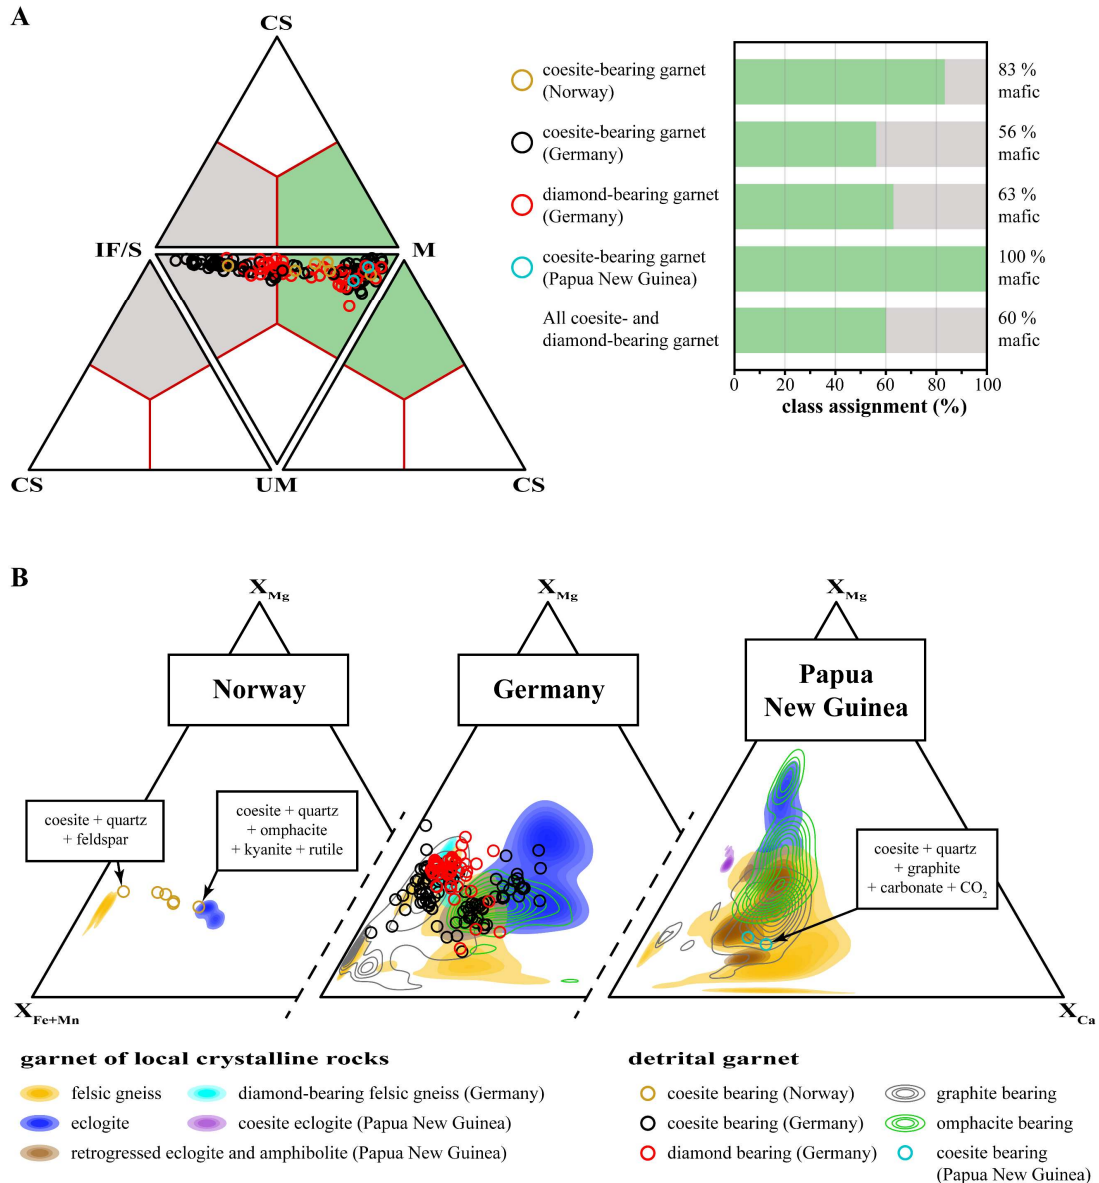 A
CS
IF/S
M
CS
UM
CS
coesite-bearing garnet
(Norway)
coesite-bearing garnet
(Germany)
diamond-bearing garnet
(Germany)
coesite-bearing garnet
(Papua New Guinea)
All coesite- and
diamond-bearing garnet
83 %
mafic
56 %
mafic
63 %
mafic
100 %
mafic
60 %
mafic
0 20 40 60 80 100
class assignment (%)
B
X Mg
X Mg
X Mg
Norway
Germany
Papua
New Guinea
coesite + quartz
+ feldspar
coesite + quartz
+ omphacite
+ kyanite + rutile
coesite + quartz
+ graphite
+ carbonate + CO2
X Fe+Mn
X Ca
garnet of local crystalline rocks
felsic gneiss
diamond-bearing felsic gneiss (Germany)
eclogite
coesite eclogite (Papua New Guinea)
retrogressed eclogite and amphibolite (Papua New Guinea)
detrital garnet
coesite bearing (Norway)
graphite bearing
coesite bearing (Germany)
omphacite bearing
diamond bearing (Germany)
coesite bearing
(Papua New Guinea)